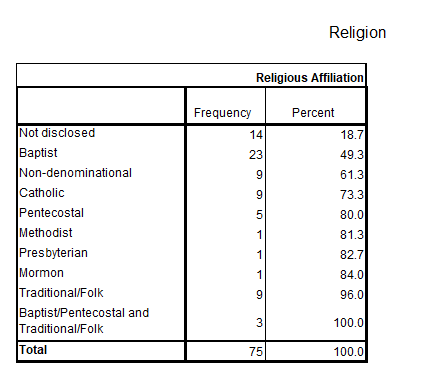 Religion
Religious Affiliation
Frequency Percent
Not disclosed 14 18.7
Baptist 23 49.3
Non-denominational 9 61.3
Catholic 9 73.3
Pentecostal 5 80.0
Methodist 1 81.3
Presbyterian 1 82.7
Mormon 1 84.0
Traditional/Folk 9 96.0
Baptist/Pentecostal and
Traditional/Folk 3 100.0
Total 75 100.0